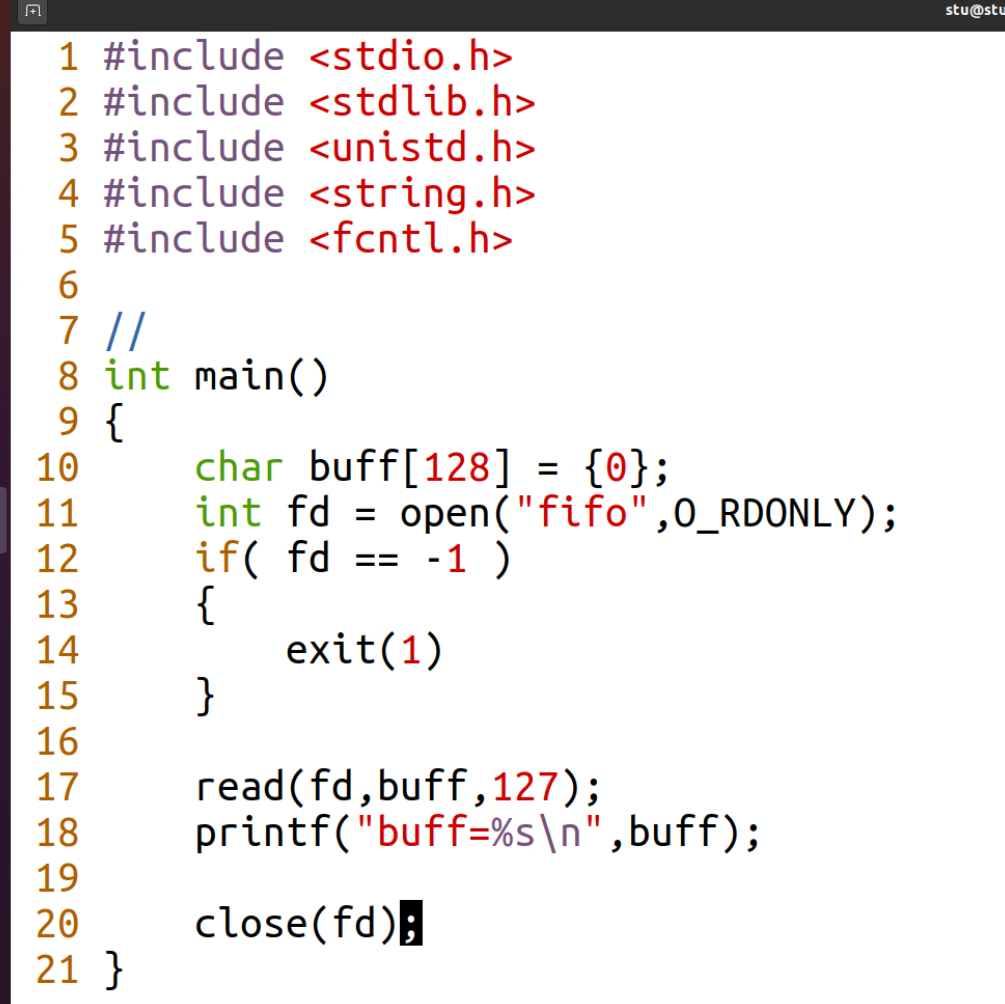 stu@stu
1 #include <stdio.h>
2 #include <stdlib.h>
3 #include <unistd.h>
4 #include <string.h>
5 #include <fcntl.h>
6
7 //
8 int main()
9 {
10     char buff[128] = {0};
11     int fd = open("fifo",O_RDONLY);
12     if( fd == -1 )
13     {
14         exit(1)
15     }
16
17     read(fd,buff,127);
18     printf("buff=%s\n",buff);
19
20     close(fd);
21 }